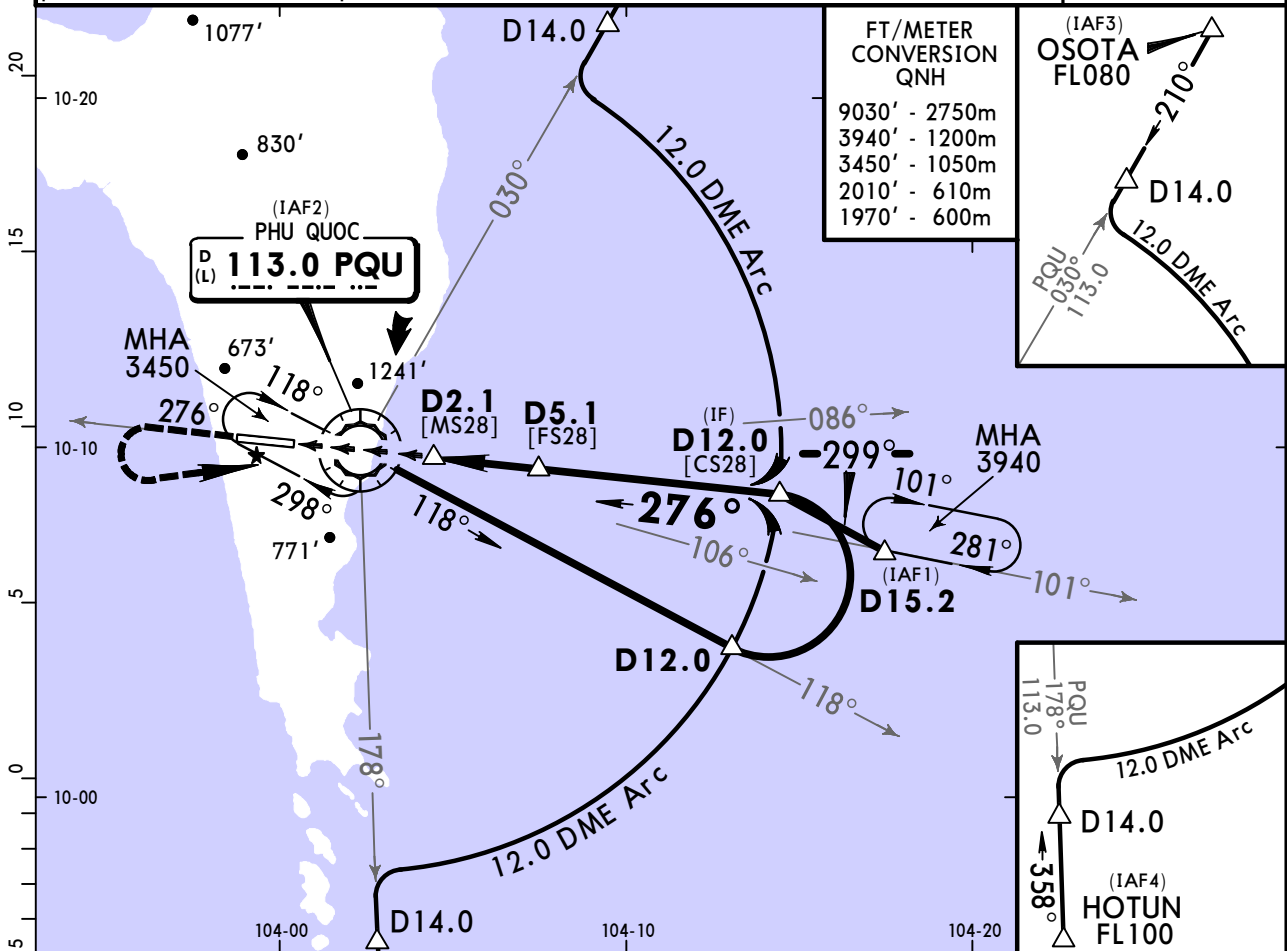 1077'
D14.0
FT/METER
CONVERSION
QNH
9030' - 2750m
3940' - 1200m
3450' - 1050m
2010' - 610m
1970' - 600m
(IAF3)
OSOTA
FL080
210°
D14.0
12.0 DME Arc
PQU
030°
113.0
20
10-20
830'
030°
12.0 DME Arc
15
(IAF2)
PHU QUOC
D
(L)
113.0 PQU
MHA
3450
673'
118°
1241'
276°
10
10-10
298°
771'
D2.1
[MS28]
D5.1
[FS28]
(IF)
D12.0
[CS28]
086°
299°
MHA
3940
101°
281°
276°
106°
118°
(IAF1)
D15.2
101°
5
D12.0
118°
178°
0
10-00
12.0 DME Arc
D14.0
5
104-00
104-10
104-20
PQU
178°
113.0
12.0 DME Arc
D14.0
358°
(IAF4)
HOTUN
FL100